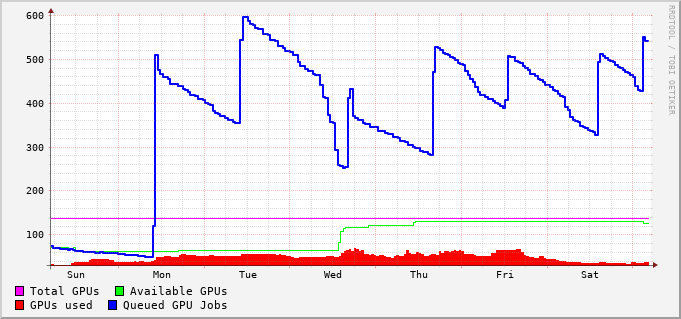 600
500
400
300
200
100
Sun Mon Tue Wed Thu Fri Sat
Total GPUs Available GPUs
GPUs used Queued GPU Jobs
RRDTOOL / TOBI OETIKER